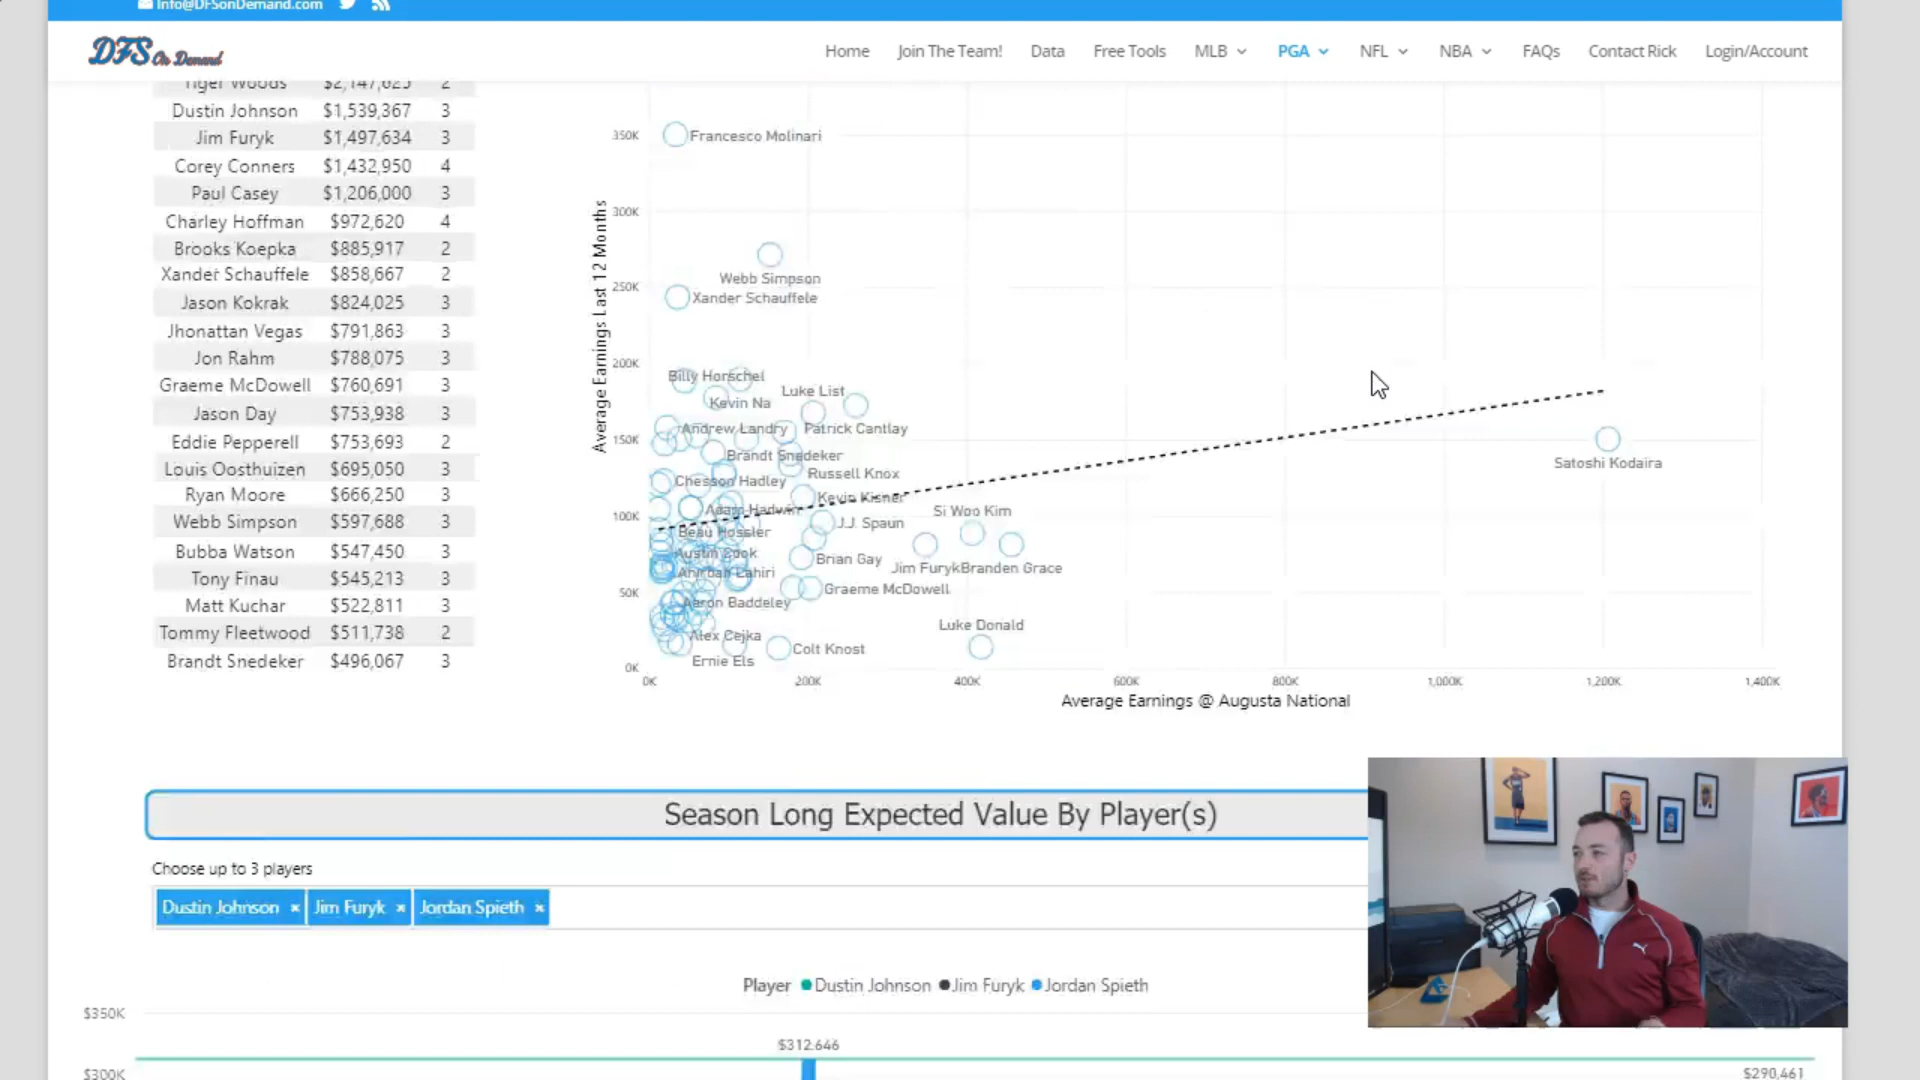 Info@DFSonDemand.com
DFS On Demand
Home Join The Team! Data Free Tools MLB PGA NFL NBA FAQs Contact Rick Login/Account
Tiger Woods $2,147,625 2
Dustin Johnson $1,539,367 3
Jim Furyk $1,497,634 3
Corey Conners $1,432,950 4
Paul Casey $1,206,000 3
Charley Hoffman $972,620 4
Brooks Koepka $885,917 2
Xander Schauffele $858,667 2
Jason Kokrak $824,025 3
Jhonattan Vegas $791,863 3
Jon Rahm $788,075 3
Graeme McDowell $760,691 3
Jason Day $753,938 3
Eddie Pepperell $753,693 2
Louis Oosthuizen $695,050 3
Ryan Moore $666,250 3
Webb Simpson $597,688 3
Bubba Watson $547,450 3
Tony Finau $545,213 3
Matt Kuchar $522,811 3
Tommy Fleetwood $511,738 2
Brandt Snedeker $496,067 3
Average Earnings Last 12 Months
350K
300K
250K
200K
150K
100K
50K
0K
Francesco Molinari
Webb Simpson
Xander Schauffele
Billy Horschel
Luke List
Kevin Na
Andrew Landry
Patrick Cantlay
Brandt Snedeker
Satoshi Kodaira
Russell Knox
Chesson Hadley
Kevin Kisner
Adam Hadwin
Si Woo Kim
J.J. Spaun
Beau Hossler
Austin Cook
Brian Gay
Jim Furyk
Branden Grace
Anirban Lahiri
Graeme McDowell
Aaron Baddeley
Luke Donald
Alex Cejka
Colt Knost
Ernie Els
0K 200K 400K 600K 800K 1,000K 1,200K 1,400K
Average Earnings @ Augusta National
Season Long Expected Value By Player(s)
Choose up to 3 players
Dustin Johnson × Jim Furyk × Jordan Spieth ×
Player Dustin Johnson Jim Furyk Jordan Spieth
$350K
$312,646
$300K
$290,461